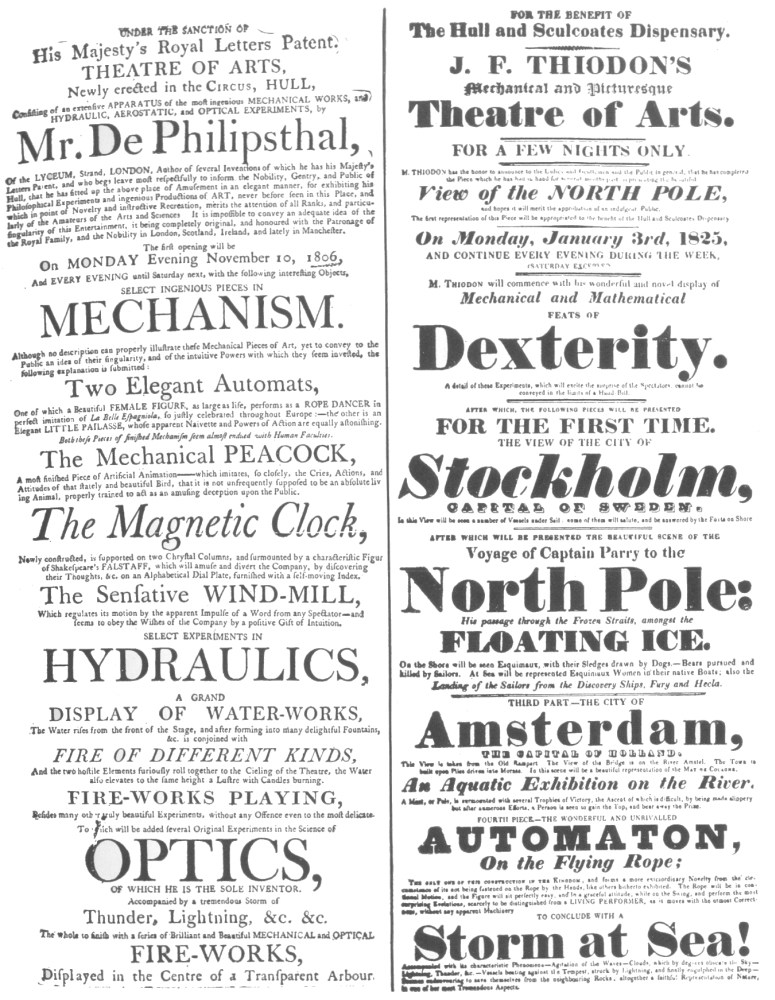 UNDER THE SANCTION OF
His Majesty's Royal Letters Patent.
THEATRE OF ARTS,
Newly erected in the CIRCUS, HULL,
Consisting of an extensive APPARATUS of the most ingenious MECHANICAL WORKS, and
HYDRAULIC, AEROSTATIC, and OPTICAL EXPERIMENTS, by
Mr. De Philipsthal,
Of the LYCEUM, Strand, LONDON, Author of several Inventions of which he has his Majesty's
Letters Patent, and who begs leave most respectfully to inform the Nobility, Gentry, and Public of
Hull, that he has fitted up the above place of Amusement in an elegant manner, for exhibiting his
Philosophical Experiments and ingenious Productions of ART, never before seen in this Place, and
which in point of Novelty and instructive Recreation, merits the attention of all Ranks, and particu-
larly of the Amateurs of the Arts and Sciences It is impossible to convey an adequate idea of the
singularity of this Entertainment, it being completely original, and honoured with the Patronage of
the Royal Family, and the Nobility in London, Scotland, Ireland, and lately in Manchester.
The first opening will be
On MONDAY Evening November 10, 1806,
And EVERY EVENING until Saturday next, with the following interesting Objects,
SELECT INGENIOUS PIECES IN
MECHANISM.
Although no description can properly illustrate these Mechanical Pieces of Art, yet to convey to the
Public an idea of their singularity, and of the intuitive Powers with which they seem invested, the
following explanation is submitted:
Two Elegant Automats,
One of which a Beautiful FEMALE FIGURE, as large as life, performs as a ROPE DANCER in
perfect imitation of La Belle Espagniola, so justly celebrated throughout Europe:—the other is an
Elegant LITTLE PAILASSE, whose apparent Naivette and Powers of Action are equally astonishing.
Both these Pieces of finished Mechanism seem almost endued with Human Faculties.
The Mechanical PEACOCK,
A most finished Piece of Artificial Animation—which imitates, so closely, the Cries, Actions, and
Attitudes of that stately and beautiful Bird, that it is not unfrequently supposed to be an absolute liv
ing Animal, properly trained to act as an amusing deception upon the Public.
The Magnetic Clock,
Newly constructed, is supported on two Chrystal Columns, and surmounted by a characteristic Figur
of Shakespeare's FALSTAFF, which will amuse and divert the Company, by discovering
their Thoughts, &c. on an Alphabetical Dial Plate, furnished with a self-moving Index.
The Sensative WIND-MILL,
Which regulates its motion by the apparent Impulse of a Word from any Spectator—and
seems to obey the Wishes of the Company by a positive Gift of Intuition.
SELECT EXPERIMENTS IN
HYDRAULICS,
A GRAND
DISPLAY OF WATER-WORKS,
The Water rises from the front of the Stage, and after forming into many delightful Fountains,
&c. is conjoined with
FIRE OF DIFFERENT KINDS,
And the two hostile Elements furiously roll together to the Cieling of the Theatre, the Water
also elevates to the same height a Lustre with Candles burning.
FIRE-WORKS PLAYING,
Besides many other truly beautiful Experiments, without any Offence even to the most delicate.
To which will be added several Original Experiments in the Science of
OPTICS,
OF WHICH HE IS THE SOLE INVENTOR.
Accompanied by a tremendous Storm of
Thunder, Lightning, &c. &c.
The whole to finish with a series of Brilliant and Beautiful MECHANICAL and OPTICAL
FIRE-WORKS,
Displayed in the Centre of a Transparent Arbour.
FOR THE BENEFIT OF
The Hull and Sculcoates Dispensary.
J. F. THIODON'S
Mechanical and Picturesque
Theatre of Arts.
FOR A FEW NIGHTS ONLY.
M. THIODON has the honor to announce to the Ladies and Gentlemen and the Public in general, that he has completed
the Piece which he has had in hand for
View of the NORTH POLE,
and hopes it will merit the approbation of an indulgent Public.
The first representation of this Piece will be appropriated to the benefit of the Hull and Sculcoates Dispensary
On Monday, January 3rd, 1825,
AND CONTINUE EVERY EVENING DURING THE WEEK,
(SATURDAY EXCEPTED)
M. THIODON will commence with his wonderful and novel display of
Mechanical and Mathematical
FEATS OF
Dexterity.
A detail of these Experiments, which will excite the surprise of the Spectators, cannot be
conveyed in the limits of a Hand-Bill.
AFTER WHICH, THE FOLLOWING PIECES WILL BE PRESENTED
FOR THE FIRST TIME.
THE VIEW OF THE CITY OF
Stockholm,
CAPITAL OF SWEDEN.
In this View will be seen a number of Vessels under Sail, some of them will salute, and be answered by the Forts on Shore
AFTER WHICH WILL BE PRESENTED THE BEAUTIFUL SCENE OF THE
Voyage of Captain Parry to the
North Pole:
His passage through the Frozen Straits, amongst the
FLOATING ICE.
On the Shore will be seen Esquimaux, with their Sledges drawn by Dogs.—Bears pursued and
killed by Sailors. At Sea will be represented Esquimaux Women in their native Boats; also the
Landing of the Sailors from the Discovery Ships, Fury and Hecla.
THIRD PART—THE CITY OF
Amsterdam,
THE CAPITAL OF HOLLAND.
This View is taken from the Old Rampart The View of the Bridge is on the River Amstel. The Town is
built upon Piles driven into Morass. In this scene will be a beautiful representation of the
An Aquatic Exhibition on the River.
A Mast, or Pole, is surmounted with several Trophies of Victory, the Ascent of which is difficult, by being made slippery
but after numerous Efforts, a Person is seen to gain the Top, and bear away the Prize.
FOURTH PIECE—THE WONDERFUL AND UNRIVALLED
AUTOMATON,
On the Flying Rope;
THE ONLY ONE OF THIS CONSTRUCTION IN THE KINGDOM, and forms a more extraordinary Novelty from the cir-
cumstance of its not being fastened on the Rope by the Hands, like others hitherto exhibited. The Rope will be in con-
tinual Motion, and the Figure will sit perfectly easy, and in a graceful attitude, while on the Swing, and perform the most
surprising Evolutions, scarcely to be distinguished from a LIVING PERFORMER, as it moves with the utmost Correct-
ness, without any apparent Machinery
TO CONCLUDE WITH A
Storm at Sea!
Accompanied with its characteristic Phenomena—Agitation of the Waves—Clouds, which by degrees obscure the Sky—
Lightning, Thunder, &c.—Vessels beating against the Tempest, struck by Lightning, and finally engulphed in the Deep—
Seamen endeavouring to save themselves from the neighbouring Rocks, altogether a faithful Representation of Nature,
in one of her most Tremendous Aspects.